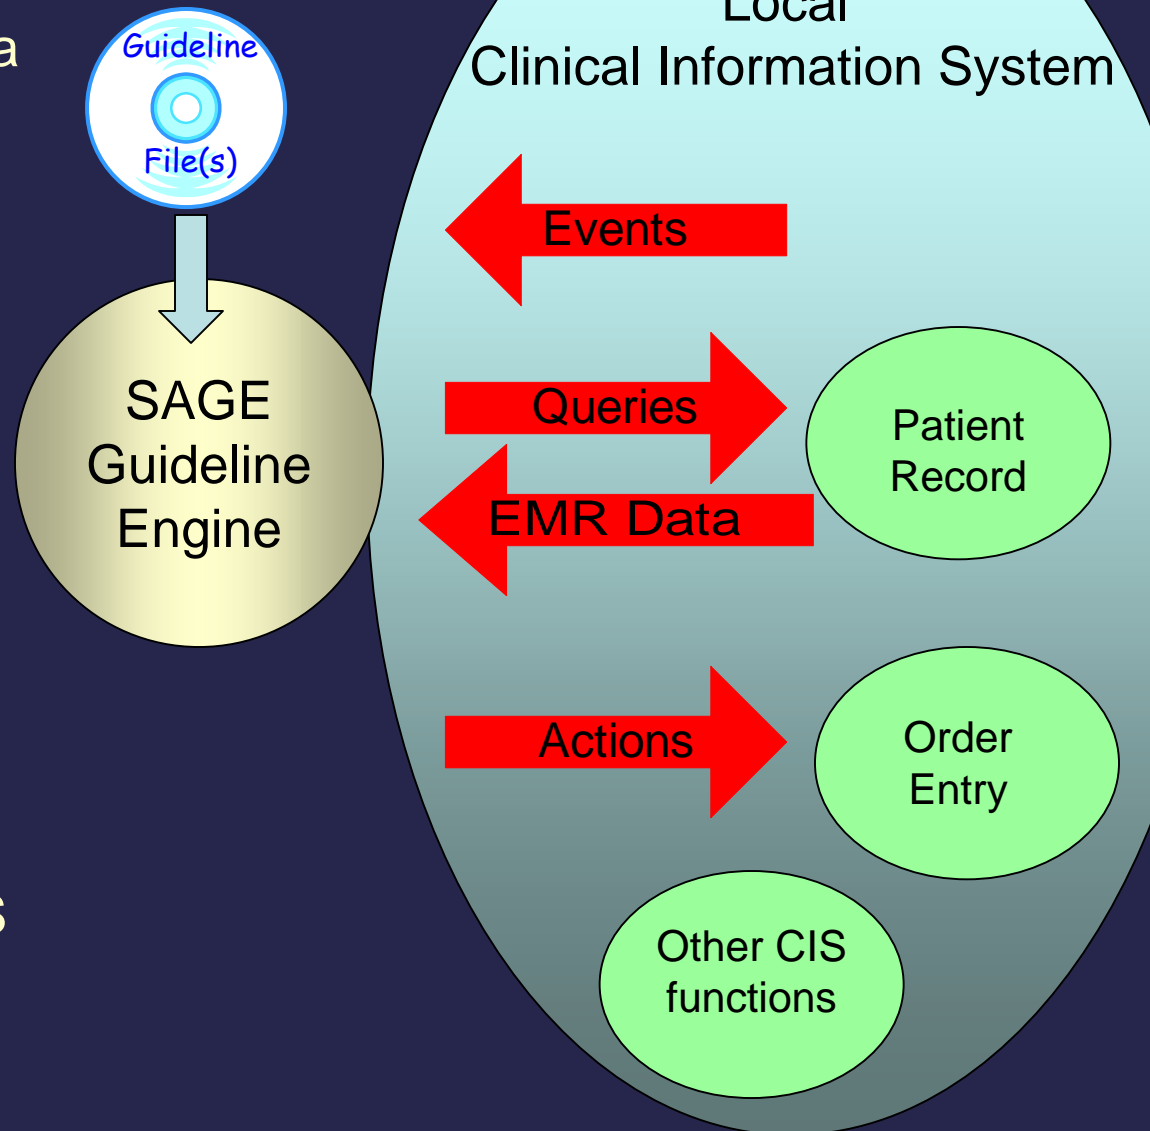 Local
Clinical Information System
a
Guideline
File(s)
Events
SAGE
Guideline
Engine
Queries
Patient
Record
EMR Data
Actions
Order
Entry
s
Other CIS
functions